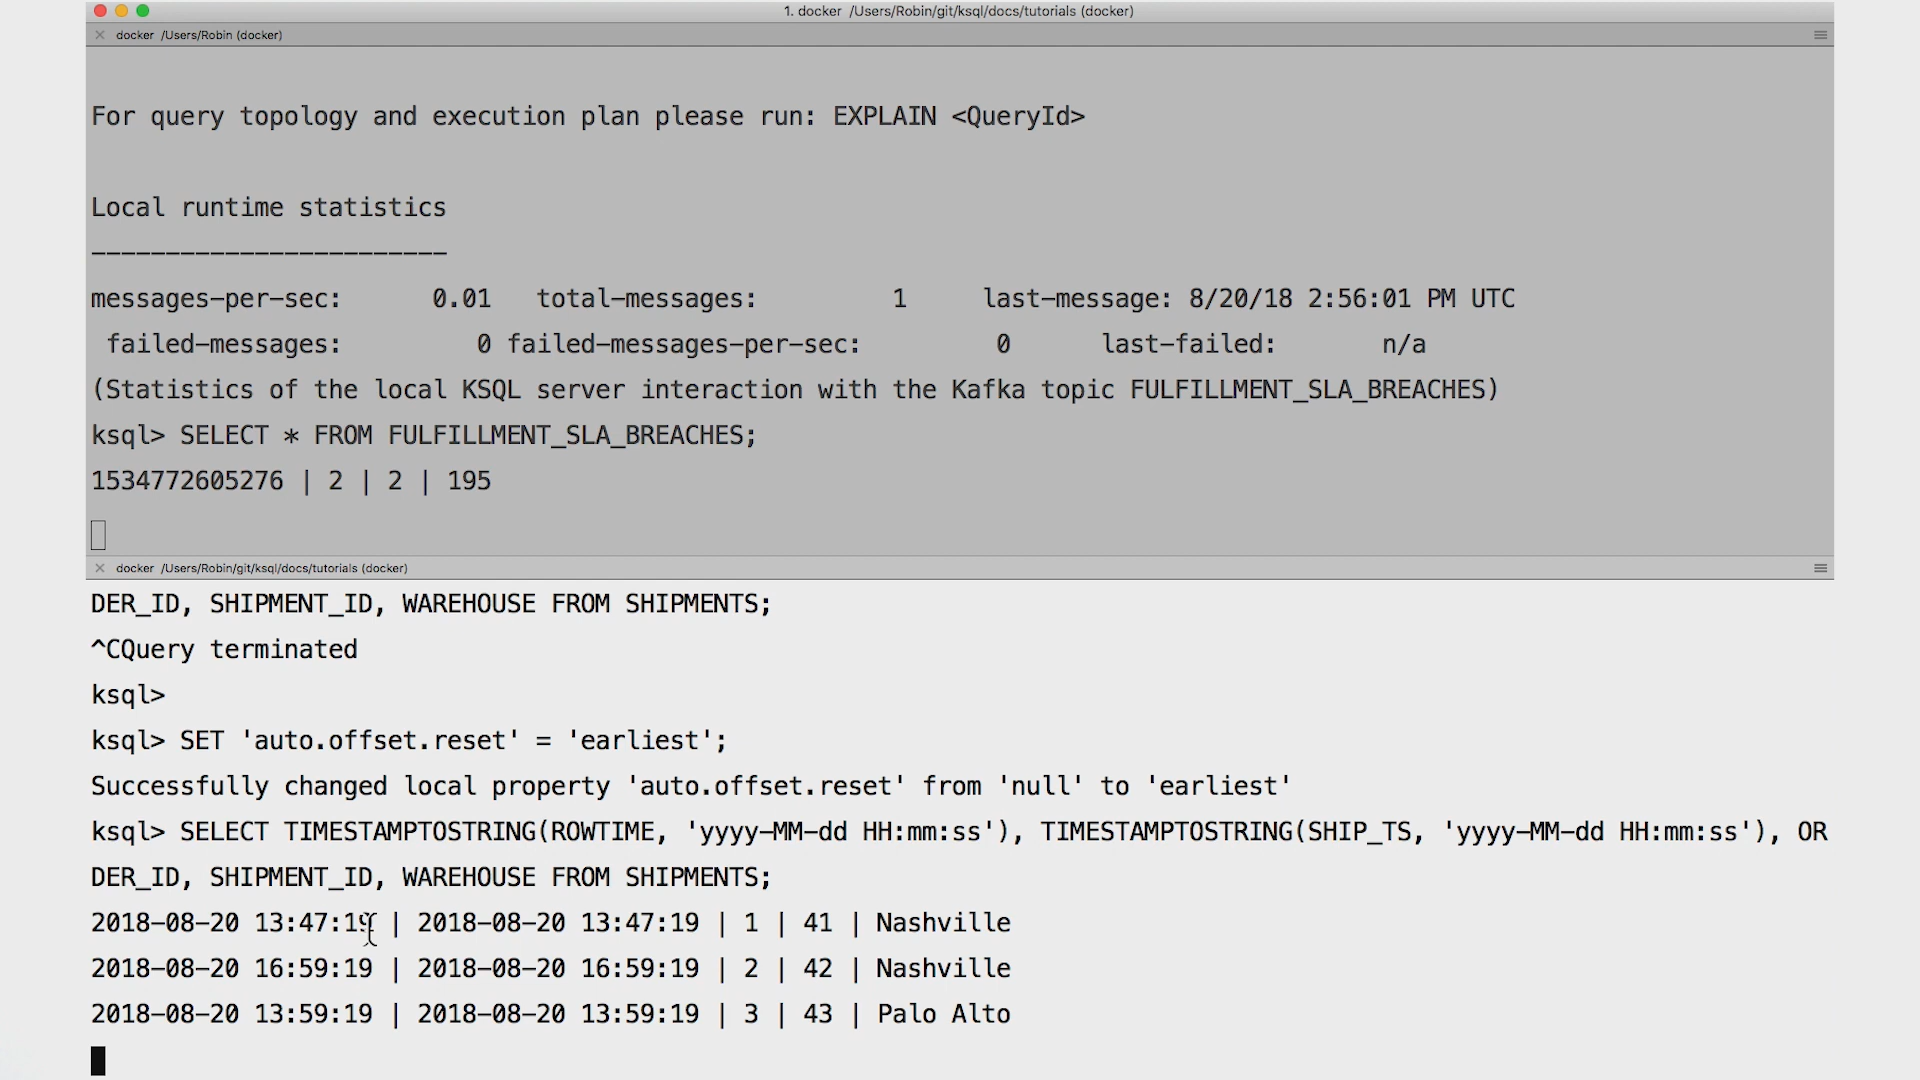 1. docker /Users/Robin/git/ksql/docs/tutorials (docker)
docker /Users/Robin (docker)
For query topology and execution plan please run: EXPLAIN <QueryId>
Local runtime statistics
------------------------
messages-per-sec:      0.01   total-messages:         1     last-message: 8/20/18 2:56:01 PM UTC
 failed-messages:         0 failed-messages-per-sec:         0      last-failed:       n/a
(Statistics of the local KSQL server interaction with the Kafka topic FULFILLMENT_SLA_BREACHES)
ksql> SELECT * FROM FULFILLMENT_SLA_BREACHES;
1534772605276 | 2 | 2 | 195
docker /Users/Robin/git/ksql/docs/tutorials (docker)
DER_ID, SHIPMENT_ID, WAREHOUSE FROM SHIPMENTS;
^CQuery terminated
ksql>
ksql> SET 'auto.offset.reset' = 'earliest';
Successfully changed local property 'auto.offset.reset' from 'null' to 'earliest'
ksql> SELECT TIMESTAMPTOSTRING(ROWTIME, 'yyyy-MM-dd HH:mm:ss'), TIMESTAMPTOSTRING(SHIP_TS, 'yyyy-MM-dd HH:mm:ss'), OR
DER_ID, SHIPMENT_ID, WAREHOUSE FROM SHIPMENTS;
2018-08-20 13:47:19 | 2018-08-20 13:47:19 | 1 | 41 | Nashville
2018-08-20 16:59:19 | 2018-08-20 16:59:19 | 2 | 42 | Nashville
2018-08-20 13:59:19 | 2018-08-20 13:59:19 | 3 | 43 | Palo Alto